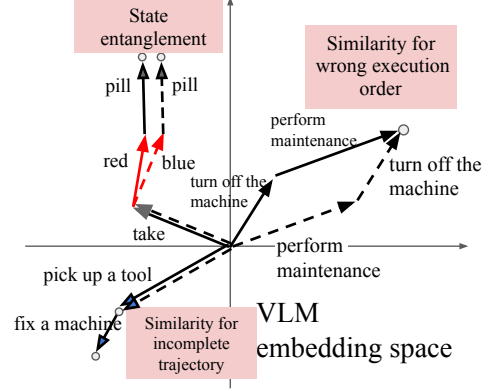 State
entanglement
Similarity for
wrong execution
order
pill
pill
perform
maintenance
red
blue
turn off the
machine
turn off the
machine
take
perform
maintenance
pick up a tool
fix a machine
Similarity for
incomplete
trajectory
VLM
embedding space